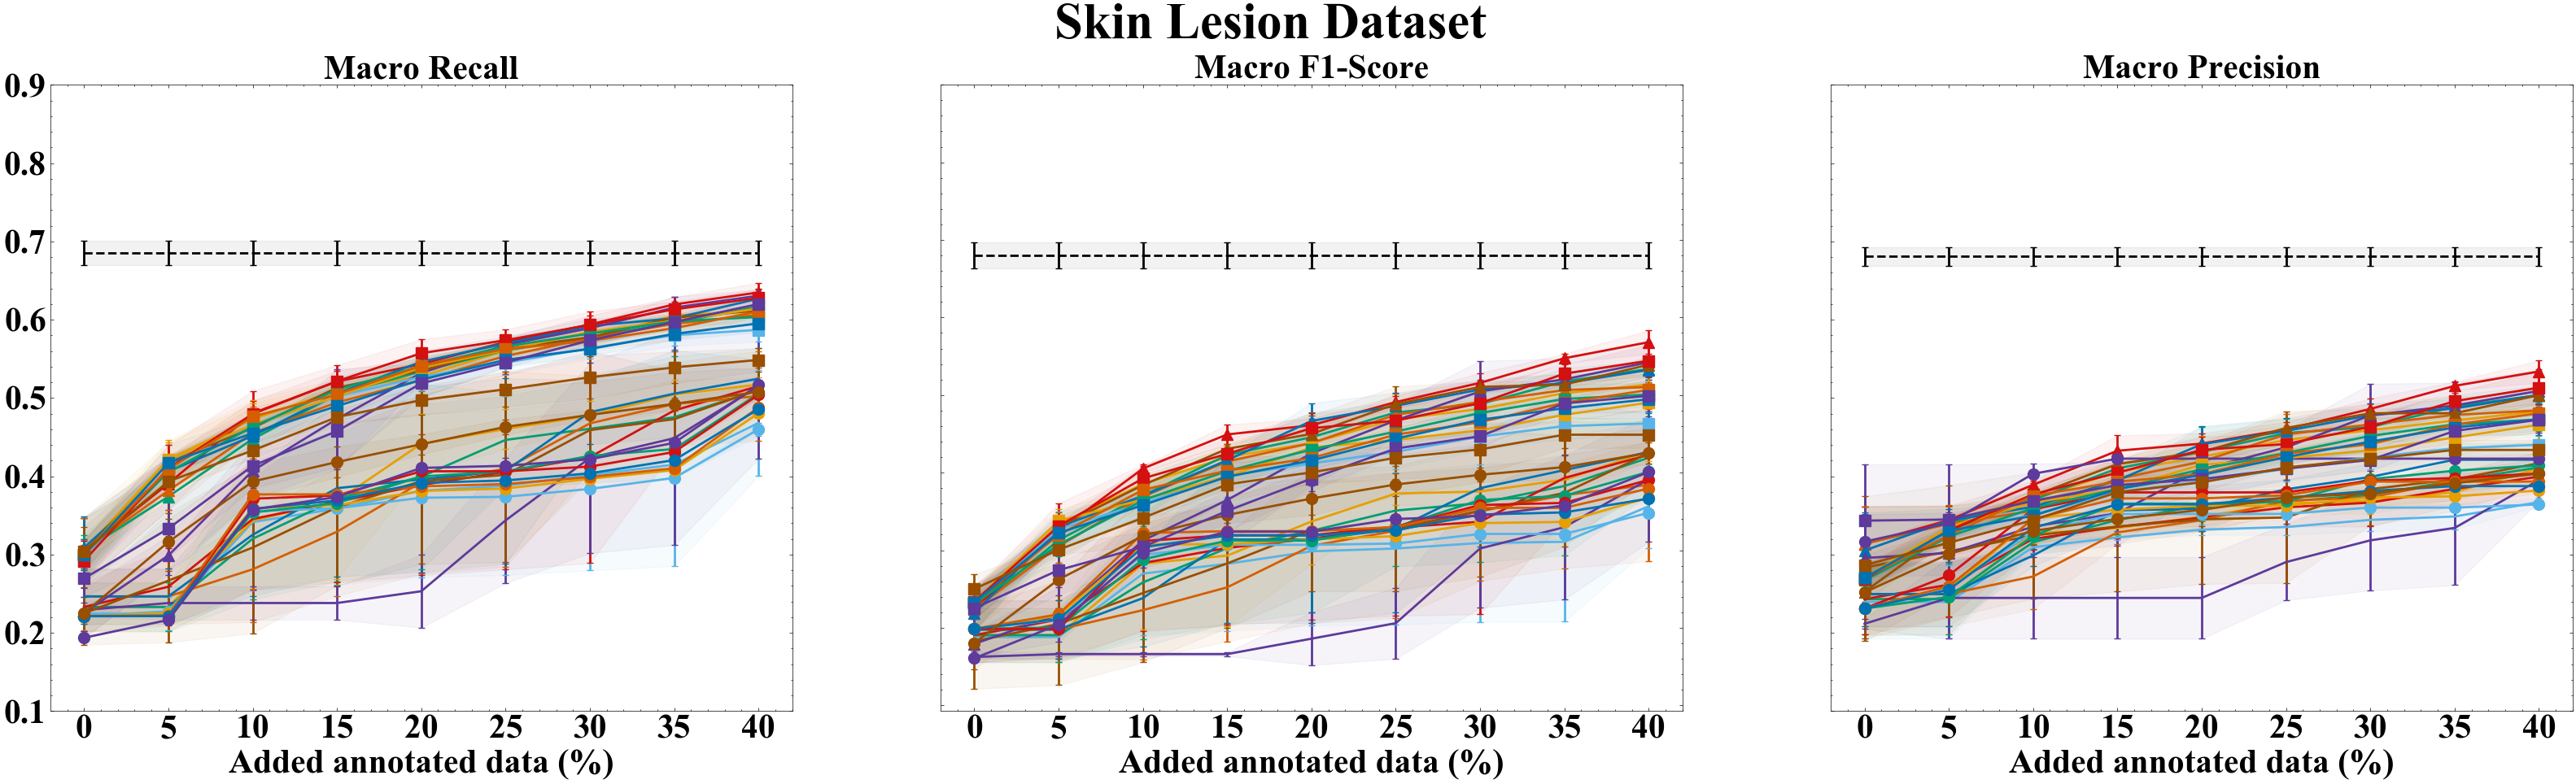 Skin Lesion Dataset
Macro Recall
Macro F1-Score
Macro Precision
0.9
0.8
0.7
0.6
0.5
0.4
0.3
0.2
0.1
0 5 10 15 20 25 30 35 40
0 5 10 15 20 25 30 35 40
0 5 10 15 20 25 30 35 40
Added annotated data (%)
Added annotated data (%)
Added annotated data (%)